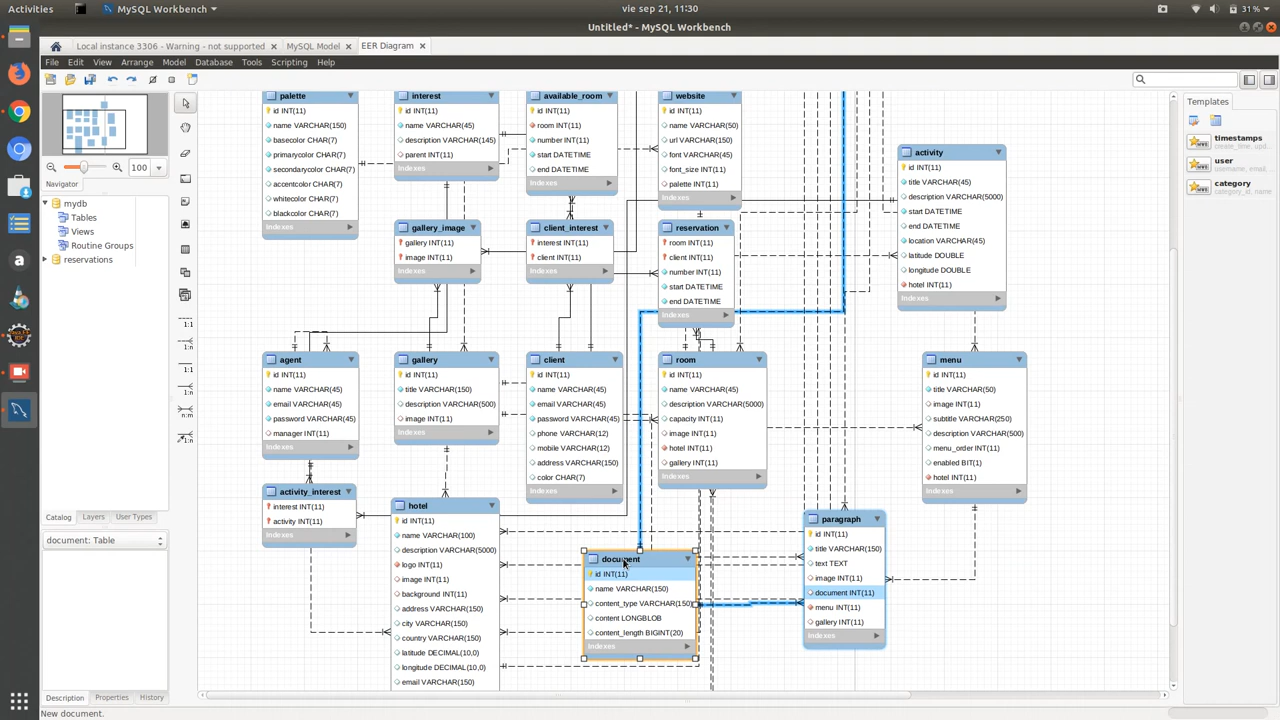 Activities
MySQL Workbench
vie sep 21, 11:30
31 %
Untitled* - MySQL Workbench
Local instance 3306 - Warning - not supported
MySQL Model
EER Diagram
File Edit View Arrange Model Database Tools Scripting Help
100
Navigator
mydb
Tables
Views
Routine Groups
reservations
Catalog Layers User Types
document: Table
Description Properties History
New document.
1:1
1:n
1:1
1:n
n:m
1:n
palette
id INT(11)
name VARCHAR(150)
basecolor CHAR(7)
primarycolor CHAR(7)
secondarycolor CHAR(7)
accentcolor CHAR(7)
whitecolor CHAR(7)
blackcolor CHAR(7)
Indexes
interest
id INT(11)
name VARCHAR(45)
description VARCHAR(145)
parent INT(11)
Indexes
available_room
id INT(11)
room INT(11)
number INT(11)
start DATETIME
end DATETIME
Indexes
website
id INT(11)
name VARCHAR(50)
url VARCHAR(150)
font VARCHAR(45)
font_size INT(11)
palette INT(11)
Indexes
activity
id INT(11)
title VARCHAR(45)
description VARCHAR(5000)
start DATETIME
end DATETIME
location VARCHAR(45)
latitude DOUBLE
longitude DOUBLE
hotel INT(11)
Indexes
gallery_image
gallery INT(11)
image INT(11)
Indexes
client_interest
interest INT(11)
client INT(11)
Indexes
reservation
room INT(11)
client INT(11)
number INT(11)
start DATETIME
end DATETIME
Indexes
agent
id INT(11)
name VARCHAR(45)
email VARCHAR(45)
password VARCHAR(45)
manager INT(11)
Indexes
gallery
id INT(11)
title VARCHAR(150)
description VARCHAR(500)
image INT(11)
Indexes
client
id INT(11)
name VARCHAR(45)
email VARCHAR(45)
password VARCHAR(45)
phone VARCHAR(12)
mobile VARCHAR(12)
address VARCHAR(150)
color CHAR(7)
Indexes
room
id INT(11)
name VARCHAR(45)
description VARCHAR(5000)
capacity INT(11)
image INT(11)
hotel INT(11)
gallery INT(11)
Indexes
menu
id INT(11)
title VARCHAR(50)
image INT(11)
subtitle VARCHAR(250)
description VARCHAR(500)
menu_order INT(11)
enabled BIT(1)
hotel INT(11)
Indexes
activity_interest
interest INT(11)
activity INT(11)
Indexes
hotel
id INT(11)
name VARCHAR(100)
description VARCHAR(5000)
logo INT(11)
image INT(11)
background INT(11)
address VARCHAR(150)
city VARCHAR(150)
country VARCHAR(150)
latitude DECIMAL(10,0)
longitude DECIMAL(10,0)
email VARCHAR(150)
document
id INT(11)
name VARCHAR(150)
content_type VARCHAR(150)
content LONGBLOB
content_length BIGINT(20)
Indexes
paragraph
id INT(11)
title VARCHAR(150)
text TEXT
image INT(11)
document INT(11)
menu INT(11)
gallery INT(11)
Indexes
Templates
timestamps
create_time, upd...
user
username, email...
category
category_id, name